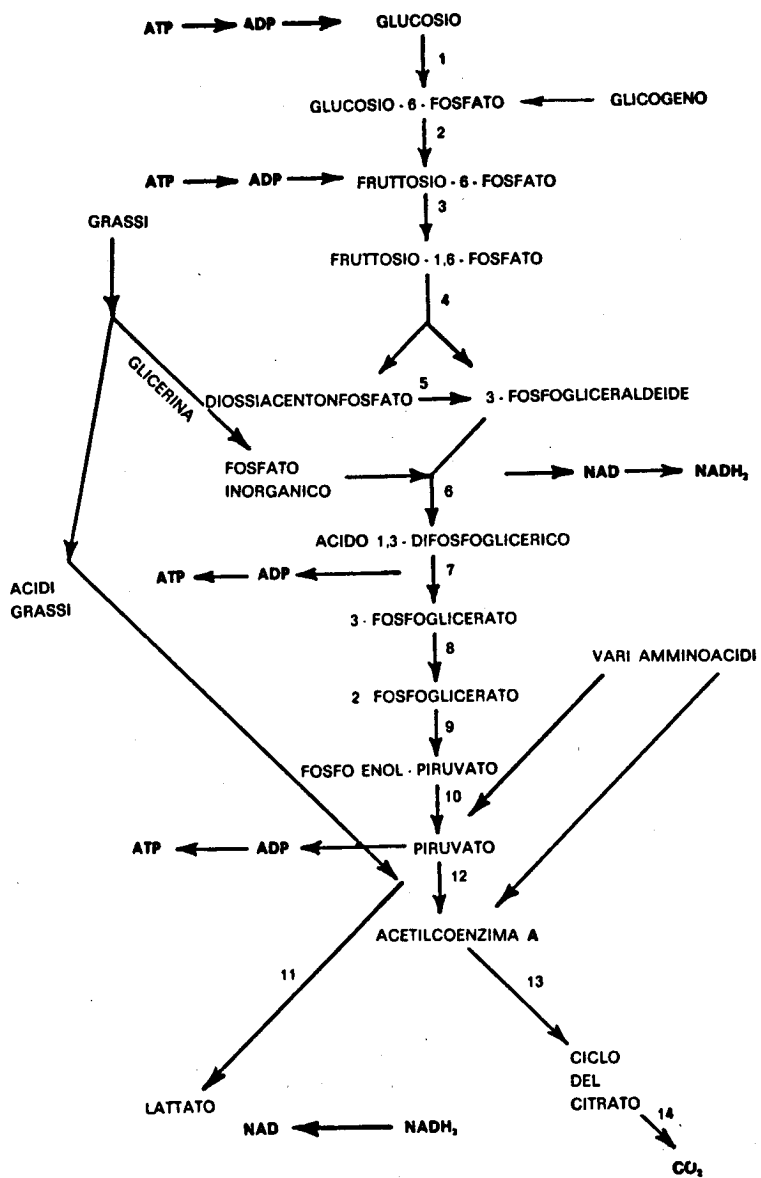 ATP ADP GLUCOSIO
1
GLUCOSIO - 6 - FOSFATO GLICOGENO
2
ATP ADP FRUTTOSIO - 6 - FOSFATO
3
GRASSI
FRUTTOSIO - 1,6 - FOSFATO
4
GLICERINA
DIOSSIACENTONFOSFATO 5 3 - FOSFOGLICERALDEIDE
FOSFATO
INORGANICO
6
NAD NADH₂
ACIDO 1,3 - DIFOSFOGLICERICO
ATP ADP 7
ACIDI
GRASSI
3 - FOSFOGLICERATO
8
VARI AMMINOACIDI
2 FOSFOGLICERATO
9
FOSFO ENOL - PIRUVATO
10
ATP ADP PIRUVATO
12
ACETILCOENZIMA A
11
13
CICLO
DEL
CITRATO
14
LATTATO
NAD NADH₂
CO₂